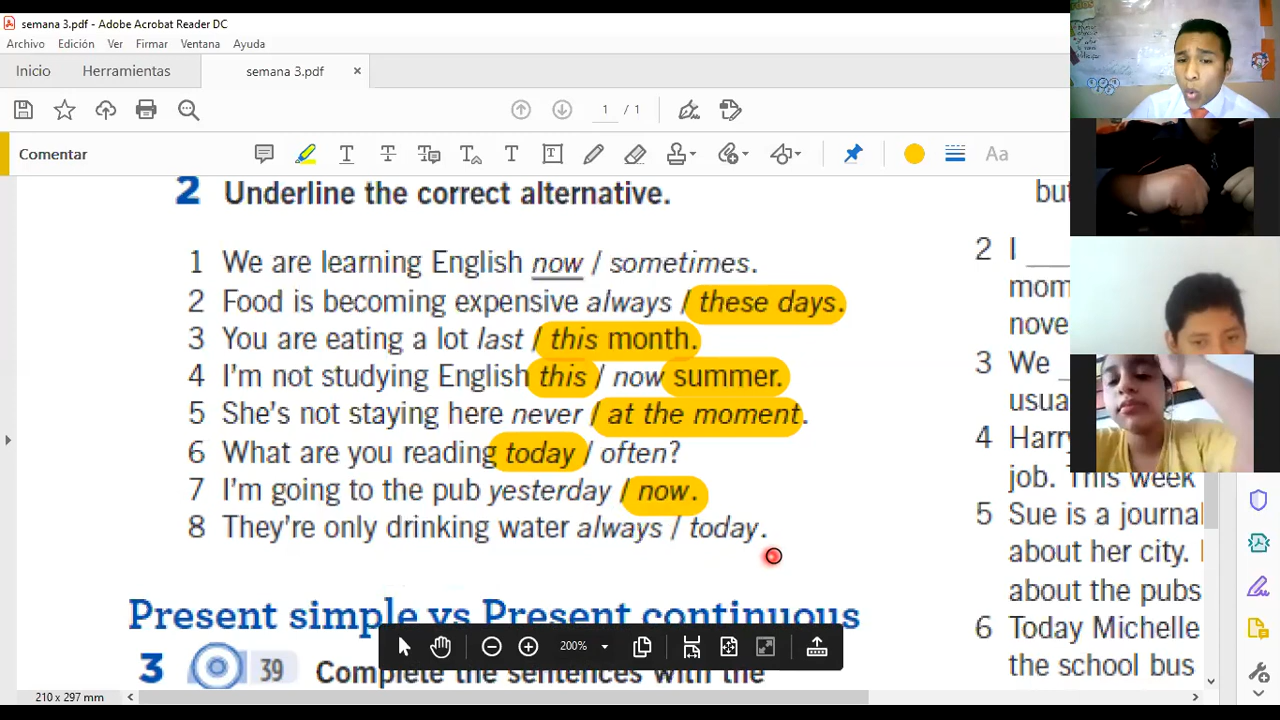 semana 3.pdf - Adobe Acrobat Reader DC
Archivo Edición Ver Firmar Ventana Ayuda
Inicio Herramientas semana 3.pdf ×
1 / 1
Comentar
Aa
2 Underline the correct alternative.
1 We are learning English now / sometimes.
2 Food is becoming expensive always / these days.
3 You are eating a lot last / this month.
4 I'm not studying English this / now summer.
5 She's not staying here never / at the moment.
6 What are you reading today / often?
7 I'm going to the pub yesterday / now.
8 They're only drinking water always / today.
Present simple vs Present continuous
3 39 Complete the sentences with the
but
2 I ___
mom
nove
3 We _
usua
4 Harry
job. This week
5 Sue is a journal
about her city.
about the pubs
6 Today Michelle
the school bus
200%
210 x 297 mm